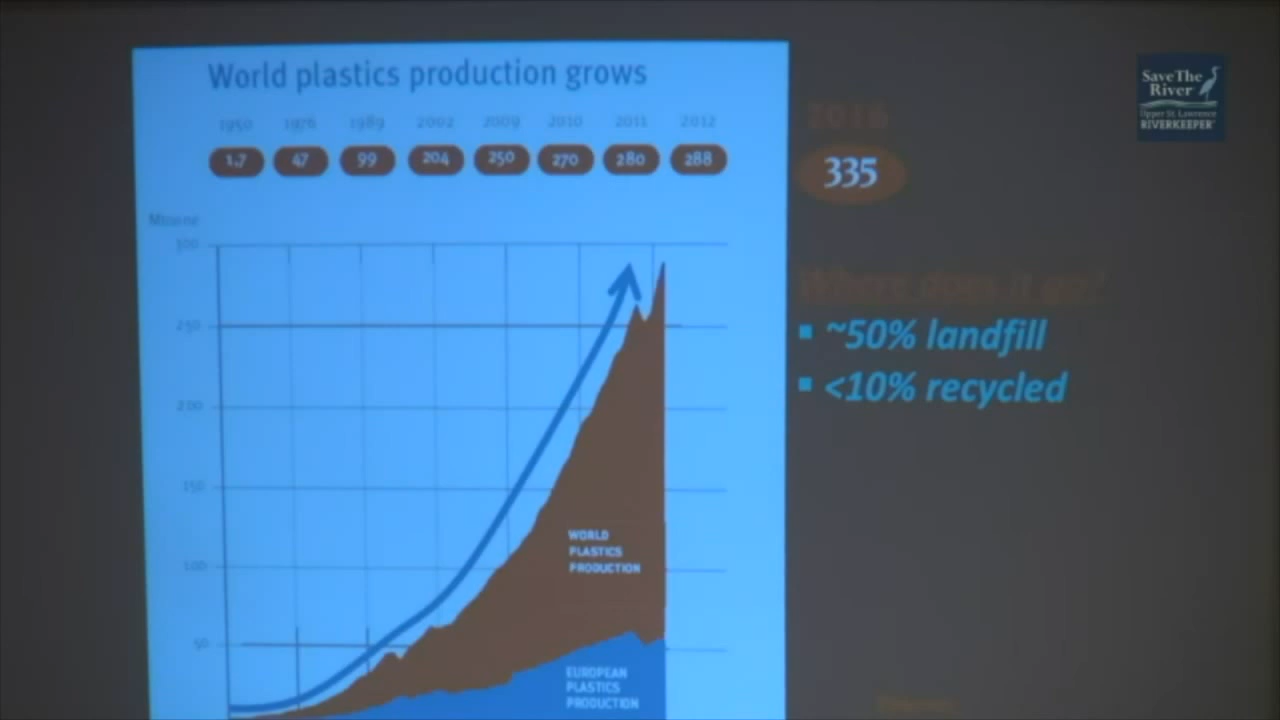 World plastics production grows
1950 1976 1989 2002 2009 2010 2011 2012
1,7 47 99 204 250 270 280 288
2016
335
Save The
River
Upper St. Lawrence
RIVERKEEPER
Mtonne
300
250
200
150
100
50
Where does it go?
~50% landfill
<10% recycled
WORLD
PLASTICS
PRODUCTION
EUROPEAN
PLASTICS
PRODUCTION